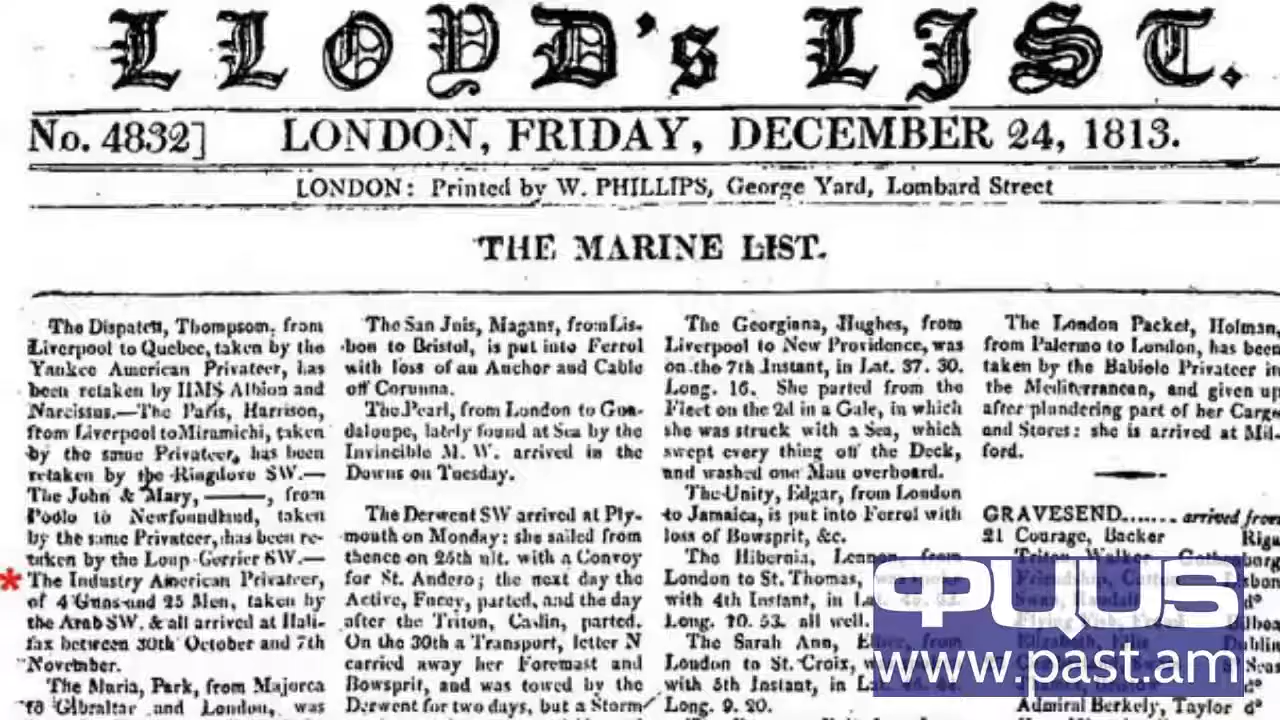 LLOYD's LIST.
No. 4832] LONDON, FRIDAY, DECEMBER 24, 1813.
LONDON: Printed by W. PHILLIPS, George Yard, Lombard Street
THE MARINE LIST.
The Dispatch, Thompsom, from
Liverpool to Quebec, taken by the
Yankee American Privateer, has
been retaken by HMS Albion and
Narcissus.—The Paris, Harrison,
from Liverpool to Miramichi, taken
by the same Privateer, has been
retaken by the Ringdove SW.—
The John & Mary, ———, from
Poole to Newfoundland, taken
by the same Privateer, has been re-
taken by the Loup-Cervier SW.—
* The Industry American Privateer,
of 4 Guns and 25 Men, taken by
the Arab SW. & all arrived at Hali-
fax between 30th October and 7th
November.
The Maria, Park, from Majorca
to Gibraltar and London, was
The San Juis, Magans, from Lis-
bon to Bristol, is put into Ferrol
with loss of an Anchor and Cable
off Corunna.
The Pearl, from London to Gua-
daloupe, lately found at Sea by the
Invincible M. W. arrived in the
Downs on Tuesday.
The Derwent SW arrived at Ply-
mouth on Monday: she sailed from
thence on 25th ult. with a Convoy
for St. Andero; the next day the
Active, Furey, parted, and the day
after the Triton, Catlin, parted.
On the 30th a Transport, letter N
carried away her Foremast and
Bowsprit, and was towed by the
Derwent for two days, but a Storm
The Georgiana, Hughes, from
Liverpool to New Providence, was
on the 7th Instant, in Lat. 37. 30.
Long. 16. She parted from the
Fleet on the 2d in a Gale, in which
she was struck with a Sea, which
swept every thing off the Deck,
and washed one Man overboard.
The Unity, Edgar, from London
to Jamaica, is put into Ferrol with
loss of Bowsprit, &c.
The Hibernia, Lennon, from
London to St. Thomas,
with 4th Instant, in
Long. 10. 53. all well.
The Sarah Ann, from
London to St. Croix,
with 5th Instant, in
Long. 9. 20.
The London Packet, Holman,
from Palermo to London, has been
taken by the Babiole Privateer in
the Mediterranean, and given up
after plundering part of her Cargo
and Stores: she is arrived at Mil-
ford.
GRAVESEND....... arrived from
21 Courage, Backer Riga
Triton, Walker Gothenburg
Friendship,
do
Dublin
Admiral Berkely, Taylor do
ՓԱՍՏ
www.past.am